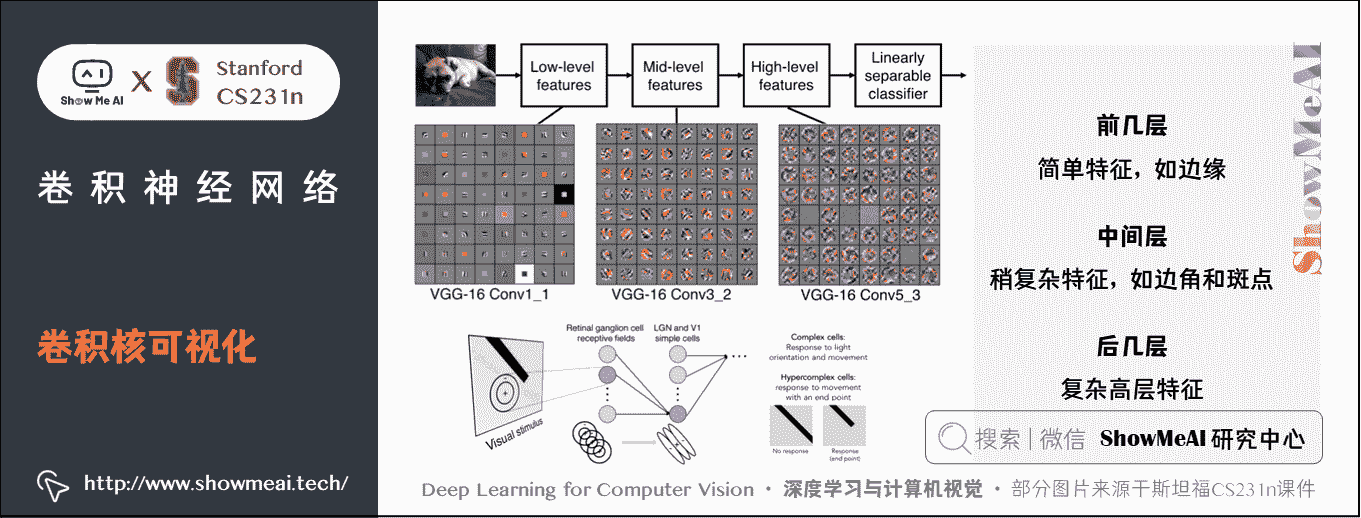 Show Me AI
X
S
Stanford
CS231n
卷积神经网络
卷积核可视化
http://www.showmeai.tech/
Low-level
features
Mid-level
features
High-level
features
Linearly
separable
classifier
VGG-16 Conv1_1
VGG-16 Conv3_2
VGG-16 Conv5_3
Visual stimulus
Retinal ganglion cell
receptive fields
LGN and V1
simple cells
Complex cells:
Response to light
orientation and movement
Hypercomplex cells:
response to movement
with an end point
No response
Response
(end point)
前几层
简单特征，如边缘
中间层
稍复杂特征，如边角和斑点
后几层
复杂高层特征
ShowMeAI
搜索 | 微信 ShowMeAI 研究中心
Deep Learning for Computer Vision · 深度学习与计算机视觉 · 部分图片来源于斯坦福CS231n课件